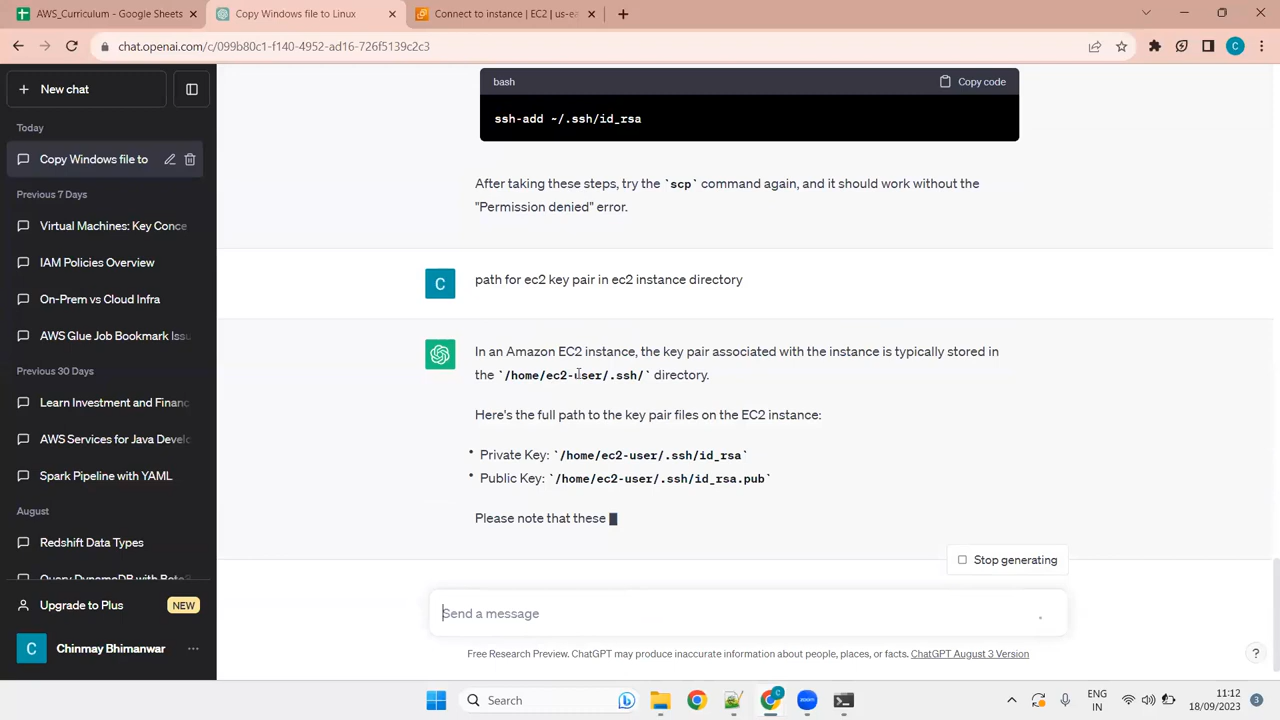 AWS_Curriculum - Google Sheets
Copy Windows file to Linux
Connect to instance | EC2 | us-ea
chat.openai.com/c/099b80c1-f140-4952-ad16-726f5139c2c3
C
New chat
Today
Copy Windows file to
Previous 7 Days
Virtual Machines: Key Conce
IAM Policies Overview
On-Prem vs Cloud Infra
AWS Glue Job Bookmark Issu
Previous 30 Days
Learn Investment and Financ
AWS Services for Java Develo
Spark Pipeline with YAML
August
Redshift Data Types
Query DynamoDB with Boto3
Upgrade to Plus
NEW
C
Chinmay Bhimanwar
bash
Copy code
ssh-add ~/.ssh/id_rsa
After taking these steps, try the `scp` command again, and it should work without the
"Permission denied" error.
C
path for ec2 key pair in ec2 instance directory
In an Amazon EC2 instance, the key pair associated with the instance is typically stored in
the `/home/ec2-user/.ssh/` directory.
Here's the full path to the key pair files on the EC2 instance:
• Private Key: `/home/ec2-user/.ssh/id_rsa`
• Public Key: `/home/ec2-user/.ssh/id_rsa.pub`
Please note that these
Stop generating
Send a message
Free Research Preview. ChatGPT may produce inaccurate information about people, places, or facts. ChatGPT August 3 Version
?
Search
C
ENG
IN
11:12
18/09/2023
3